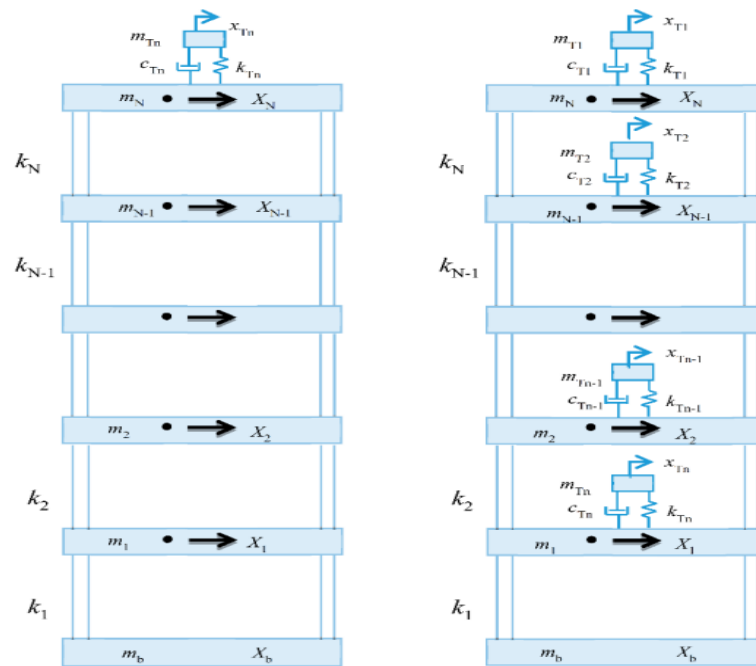 x_Tn
m_Tn
c_Tn
k_Tn
m_N X_N
k_N
m_N-1 X_N-1
k_N-1
m_2 X_2
k_2
m_1 X_1
k_1
m_b X_b
x_T1
m_T1
c_T1
k_T1
m_N X_N
x_T2
k_N
m_T2
c_T2
k_T2
m_N-1 X_N-1
k_N-1
x_Tn-1
m_Tn-1
c_Tn-1
k_Tn-1
m_2 X_2
x_Tn
m_Tn
k_2
c_Tn
k_Tn
m_1 X_1
k_1
m_b X_b